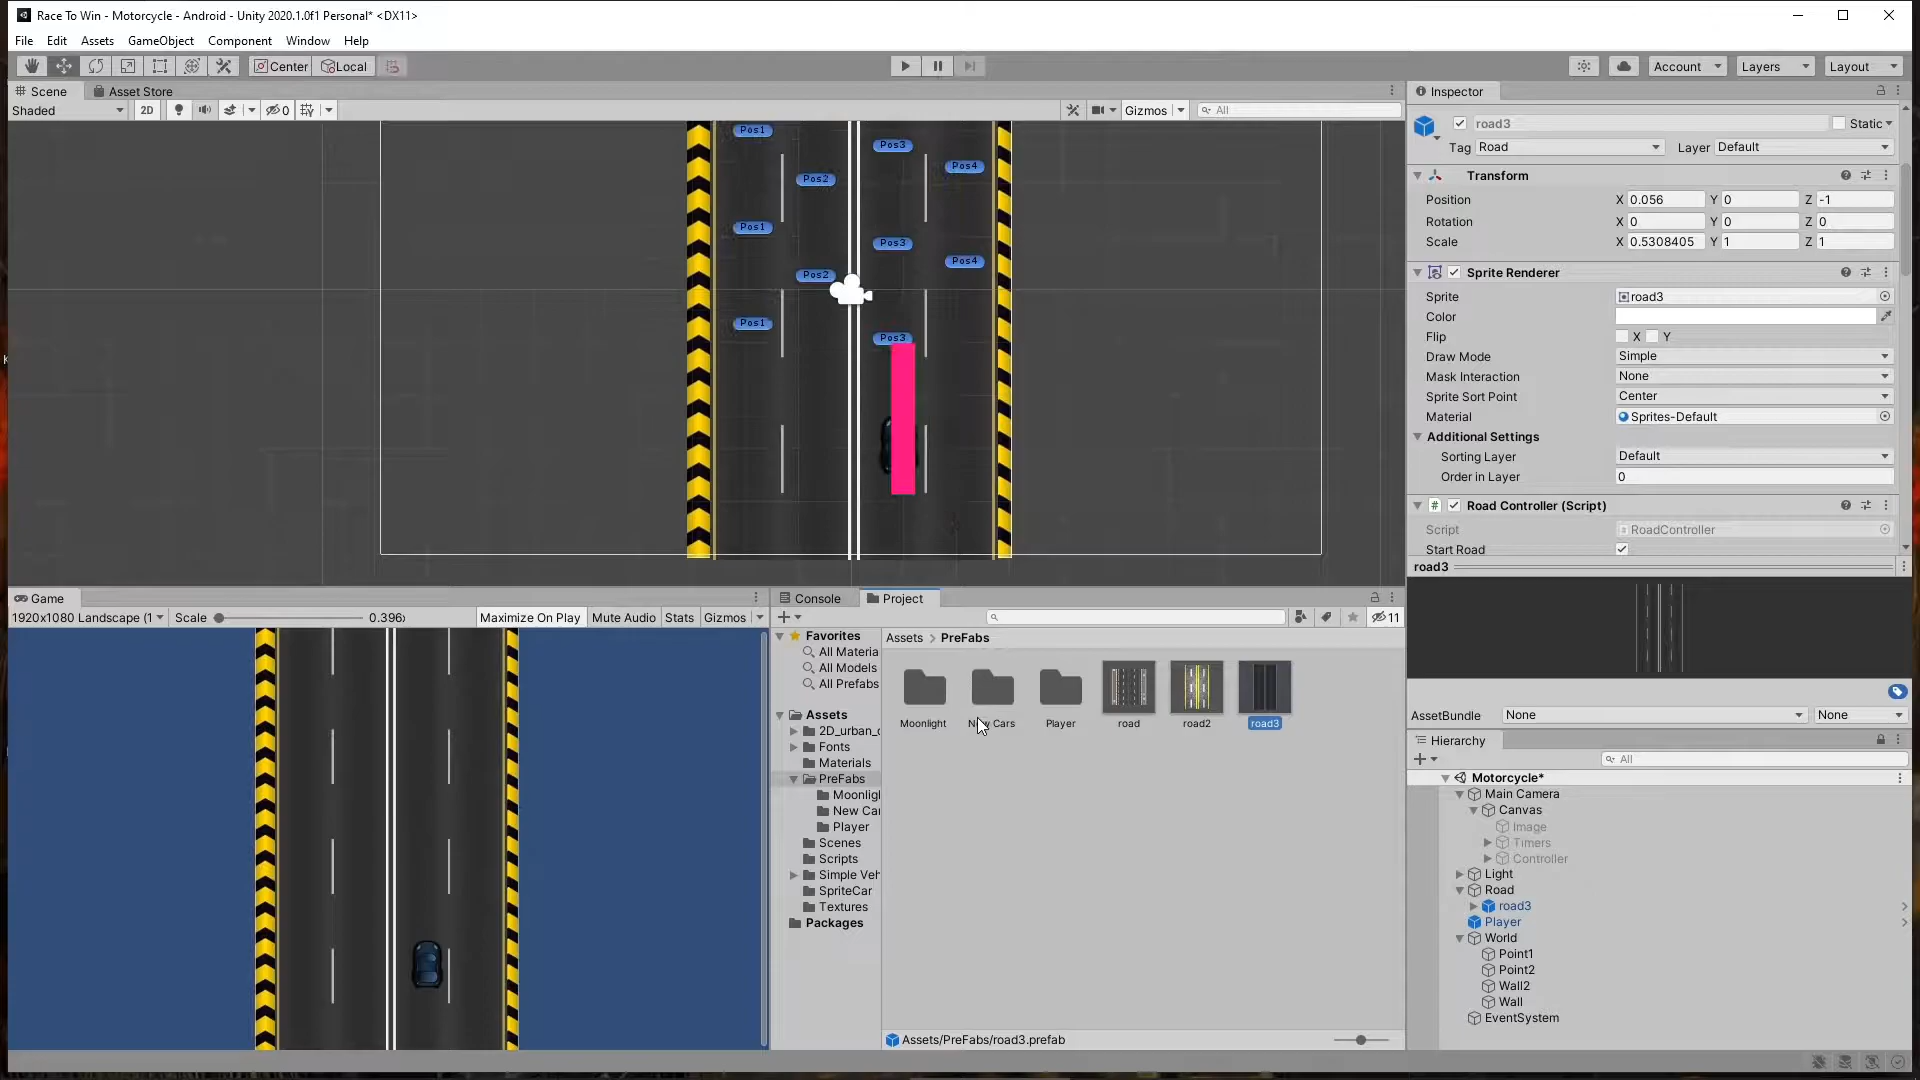 Race To Win - Motorcycle - Android - Unity 2020.1.0f1 Personal* <DX11>
File Edit Assets GameObject Component Window Help
Center Local Account Layers Layout
Scene Asset Store
Shaded 2D 0 Gizmos All
Pos1
Pos3
Pos4
Pos2
Pos1
Pos3
Pos4
Pos2
Pos1
Pos3
Inspector
road3 Static
Tag Road Layer Default
Transform
Position X 0.056 Y 0 Z -1
Rotation X 0 Y 0 Z 0
Scale X 0.5308405 Y 1 Z 1
Sprite Renderer
Sprite road3
Color
Flip X Y
Draw Mode Simple
Mask Interaction None
Sprite Sort Point Center
Material Sprites-Default
Additional Settings
Sorting Layer Default
Order in Layer 0
Road Controller (Script)
Script RoadController
Start Road
road3
AssetBundle None None
Game
1920x1080 Landscape (1 Scale 0.396 Maximize On Play Mute Audio Stats Gizmos
Console Project
11
Favorites
All Materia
All Models
All Prefabs
Assets
2D_urban_c
Fonts
Materials
PreFabs
Moonligh
New Car
Player
Scenes
Scripts
Simple Veh
SpriteCar
Textures
Packages
Assets > PreFabs
Moonlight Cars Player road road2 road3
Assets/PreFabs/road3.prefab
Hierarchy
All
Motorcycle*
Main Camera
Canvas
Image
Timers
Controller
Light
Road
road3
Player
World
Point1
Point2
Wall2
Wall
EventSystem